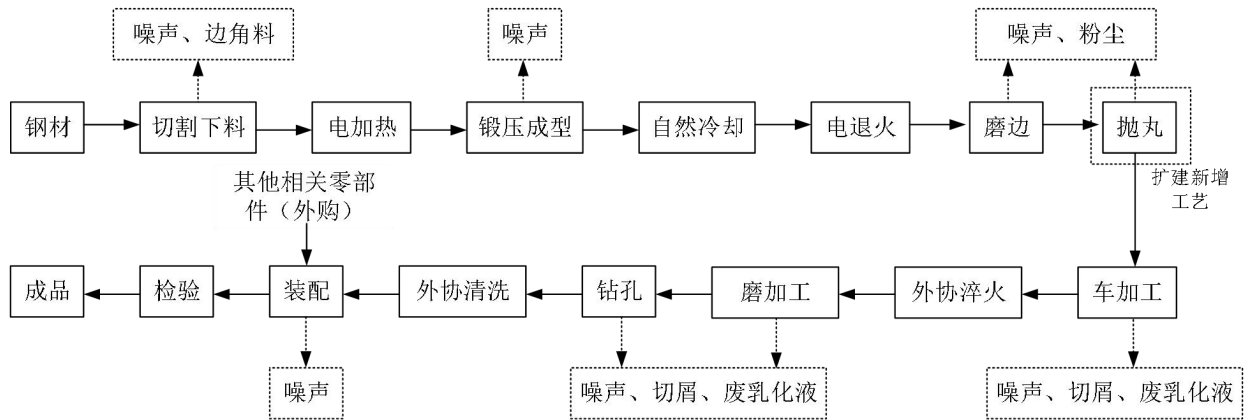 噪声、边角料
噪声
噪声、粉尘
钢材
切割下料
电加热
锻压成型
自然冷却
电退火
磨边
抛丸
扩建新增
工艺
其他相关零部
件（外购）
成品
检验
装配
外协清洗
钻孔
磨加工
外协淬火
车加工
噪声
噪声、切屑、废乳化液
噪声、切屑、废乳化液